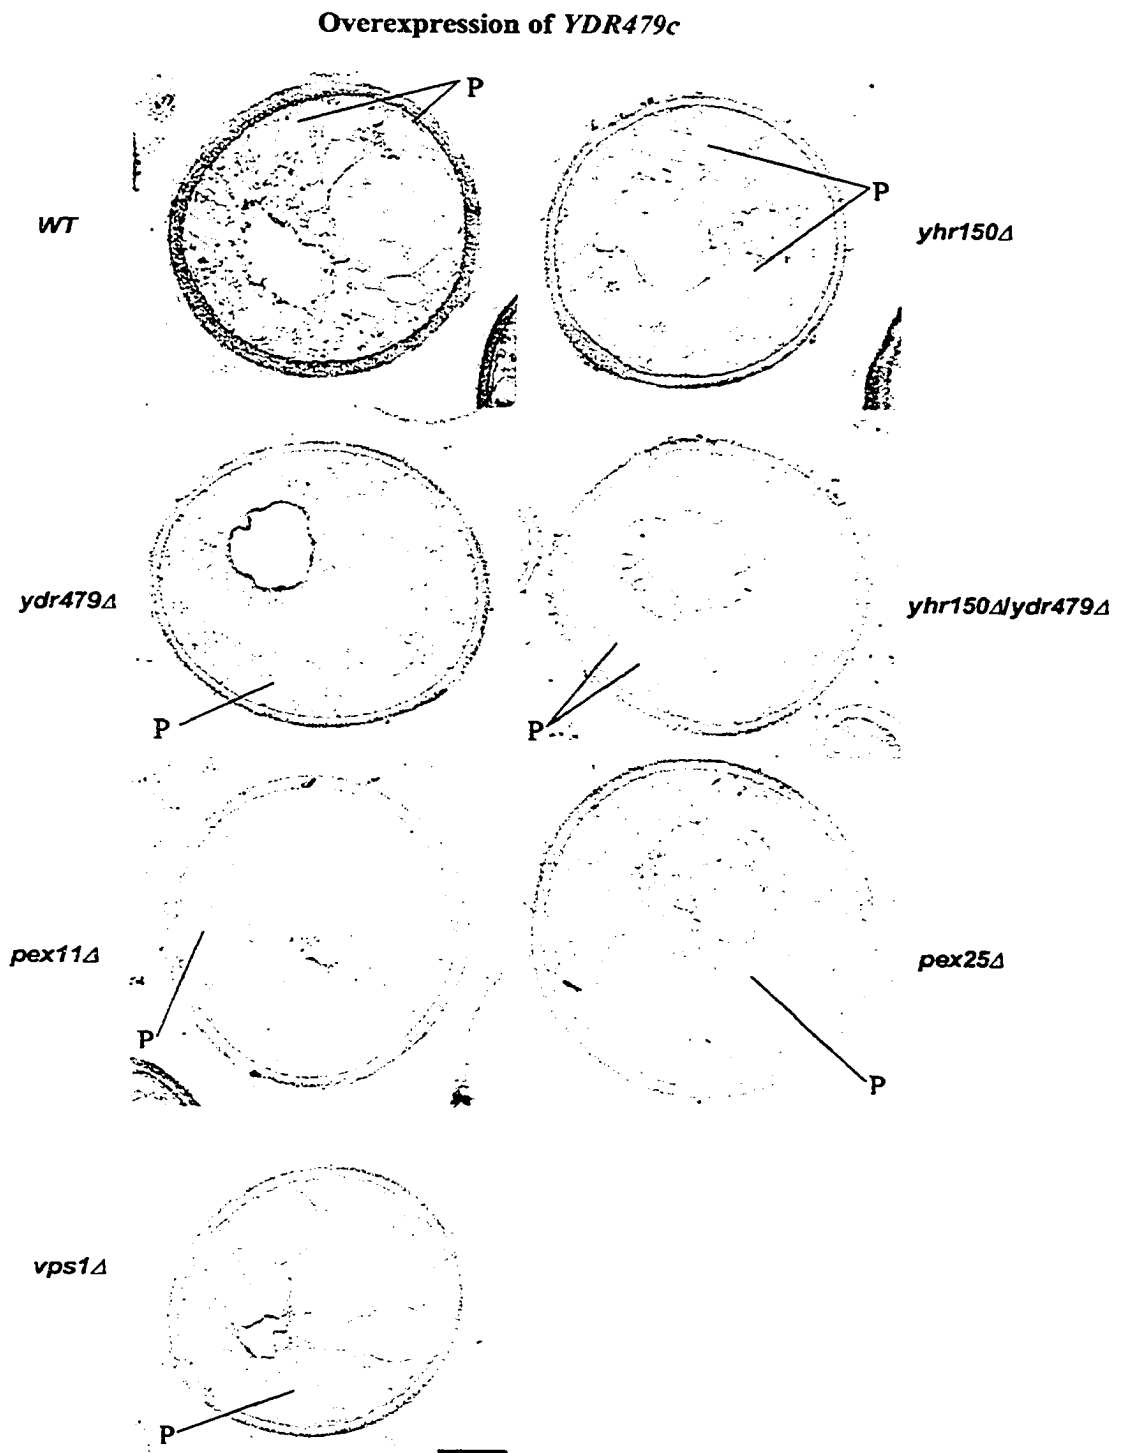 Overexpression of YDR479c
P
WT
P
yhr150Δ
ydr479Δ
P
yhr150Δ/ydr479Δ
P
pex11Δ
P
pex25Δ
P
vps1Δ
P